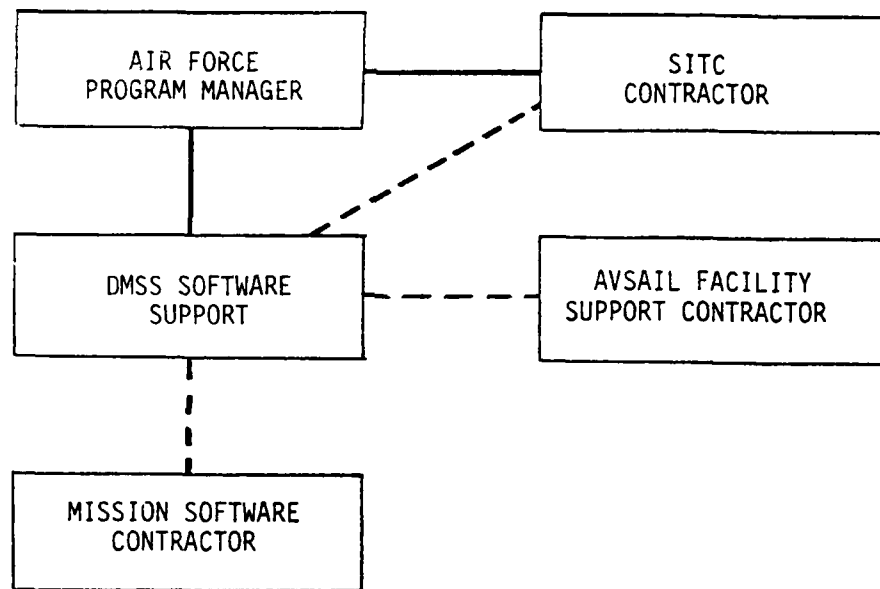 AIR FORCE
PROGRAM MANAGER
SITC
CONTRACTOR
DMSS SOFTWARE
SUPPORT
AVSAIL FACILITY
SUPPORT CONTRACTOR
MISSION SOFTWARE
CONTRACTOR